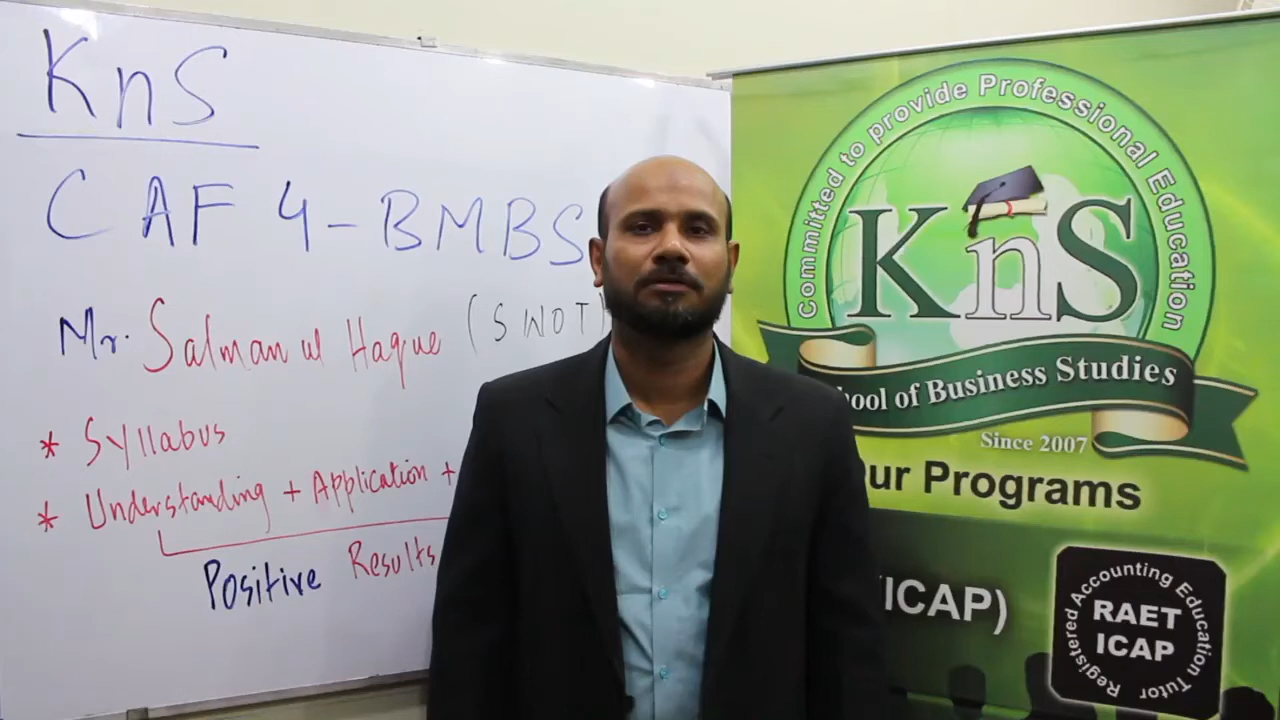 KnS
CAF 4-BMBS
Mr. Salman ul Haque (SWOT)
* Syllabus
* Understanding + Application +
Positive Results
Committed to provide Professional Education
KnS
School of Business Studies
Since 2007
ur Programs
ICAP)
Registered Accounting Education Tutor
RAET
ICAP